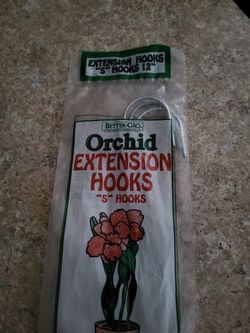 EXTENSION HOOKS
"S" HOOKS 12"
BETTER-GRO
Orchid
EXTENSION
HOOKS
"S" HOOKS